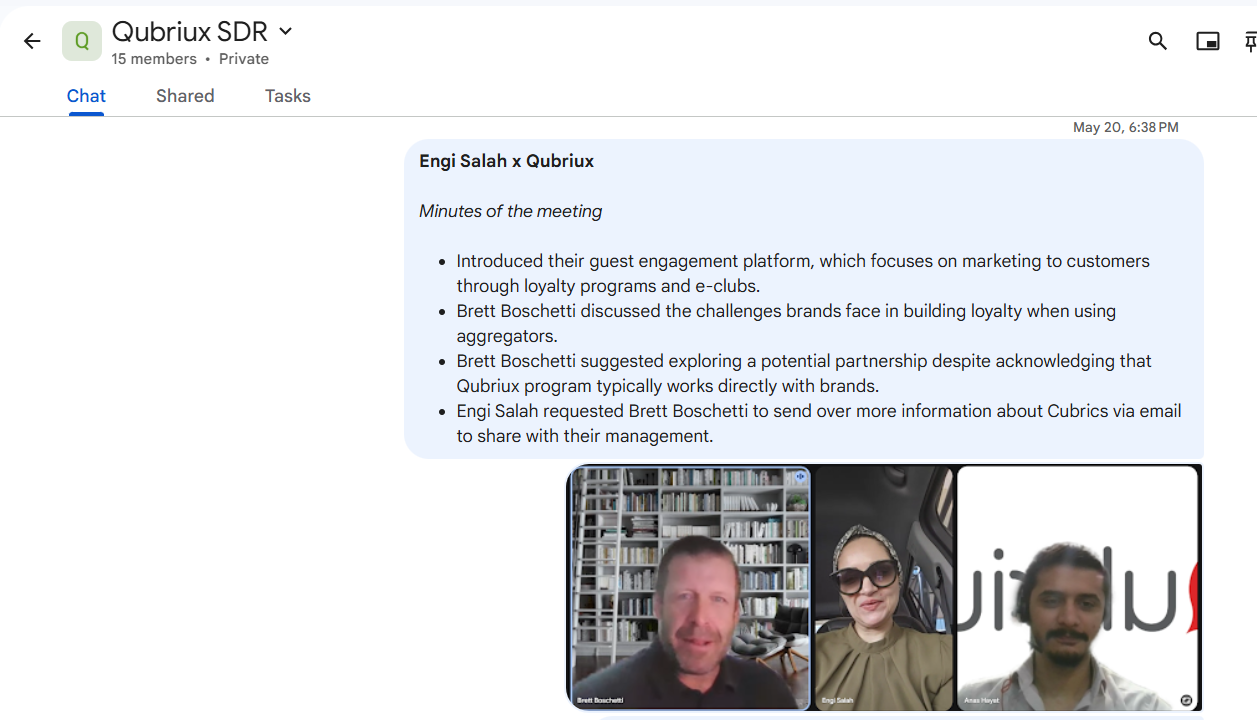 Q
Qubriux SDR
15 members • Private
Chat Shared Tasks
May 20, 6:38 PM
Engi Salah x Qubriux
Minutes of the meeting
• Introduced their guest engagement platform, which focuses on marketing to customers
through loyalty programs and e-clubs.
• Brett Boschetti discussed the challenges brands face in building loyalty when using
aggregators.
• Brett Boschetti suggested exploring a potential partnership despite acknowledging that
Qubriux program typically works directly with brands.
• Engi Salah requested Brett Boschetti to send over more information about Cubrics via email
to share with their management.
Brett Boschetti
Engi Salah
Anas Hayat